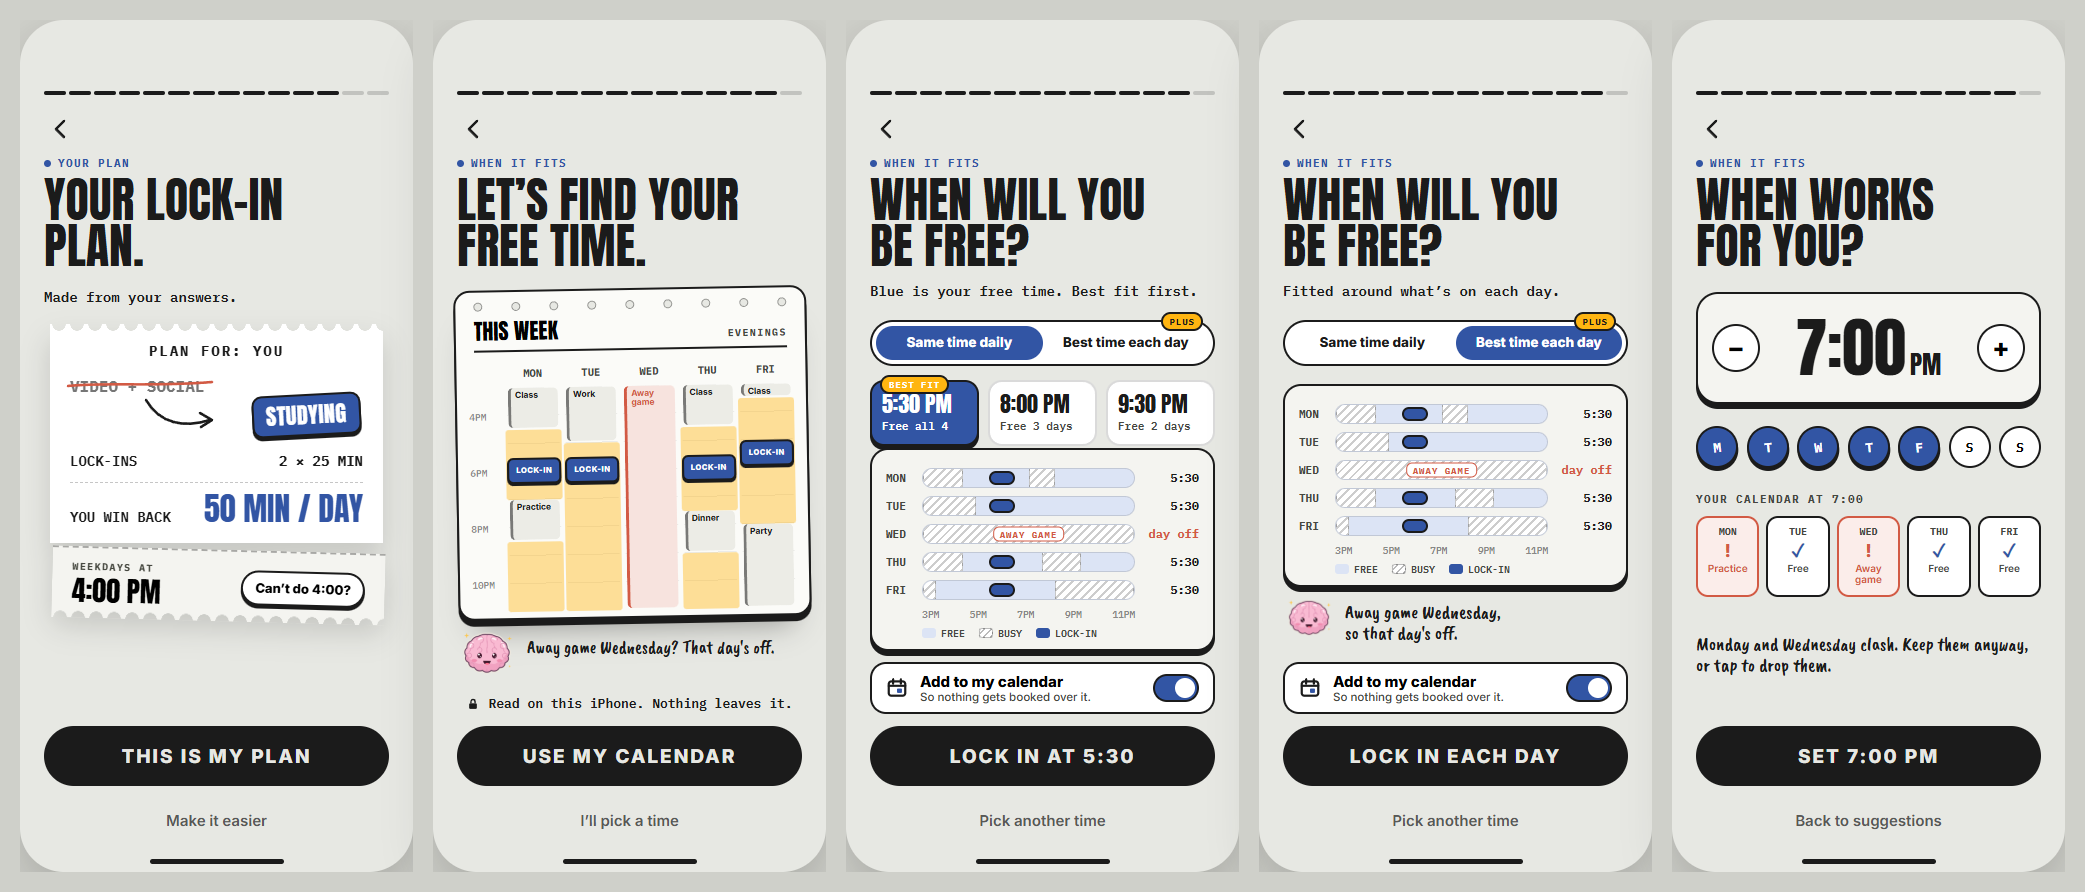 YOUR PLAN
YOUR LOCK-IN
PLAN.
Made from your answers.
PLAN FOR: YOU
VIDEO + SOCIAL
STUDYING
LOCK-INS 2 × 25 MIN
YOU WIN BACK 50 MIN / DAY
WEEKDAYS AT
4:00 PM
Can't do 4:00?
THIS IS MY PLAN
Make it easier
WHEN IT FITS
LET'S FIND YOUR
FREE TIME.
THIS WEEK EVENINGS
MON TUE WED THU FRI
Class Work Away game Class Class
4PM
LOCK-IN LOCK-IN LOCK-IN LOCK-IN
6PM
Practice Dinner Party
8PM
10PM
Away game Wednesday? That day's off.
Read on this iPhone. Nothing leaves it.
USE MY CALENDAR
I'll pick a time
WHEN IT FITS
WHEN WILL YOU
BE FREE?
Blue is your free time. Best fit first.
PLUS
Same time daily Best time each day
BEST FIT
5:30 PM 8:00 PM 9:30 PM
Free all 4 Free 3 days Free 2 days
MON 5:30
TUE 5:30
WED AWAY GAME day off
THU 5:30
FRI 5:30
3PM 5PM 7PM 9PM 11PM
FREE BUSY LOCK-IN
Add to my calendar
So nothing gets booked over it.
LOCK IN AT 5:30
Pick another time
WHEN IT FITS
WHEN WILL YOU
BE FREE?
Fitted around what's on each day.
PLUS
Same time daily Best time each day
MON 5:30
TUE 5:30
WED AWAY GAME day off
THU 5:30
FRI 5:30
3PM 5PM 7PM 9PM 11PM
FREE BUSY LOCK-IN
Away game Wednesday,
so that day's off.
Add to my calendar
So nothing gets booked over it.
LOCK IN EACH DAY
Pick another time
WHEN IT FITS
WHEN WORKS
FOR YOU?
− 7:00 PM +
M T W T F S S
YOUR CALENDAR AT 7:00
MON TUE WED THU FRI
! ✓ ! ✓ ✓
Practice Free Away game Free Free
Monday and Wednesday clash. Keep them anyway,
or tap to drop them.
SET 7:00 PM
Back to suggestions